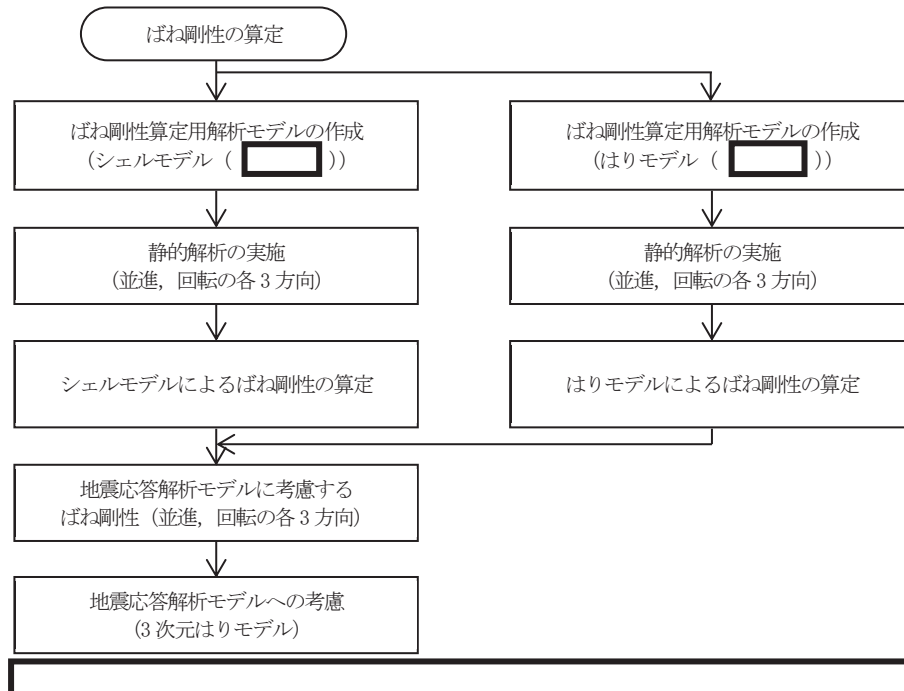 ばね剛性の算定
ばね剛性算定用解析モデルの作成
(シェルモデル ( ))
ばね剛性算定用解析モデルの作成
(はりモデル ( ))
静的解析の実施
(並進，回転の各3方向)
静的解析の実施
(並進，回転の各3方向)
シェルモデルによるばね剛性の算定
はりモデルによるばね剛性の算定
地震応答解析モデルに考慮する
ばね剛性 (並進，回転の各3方向)
地震応答解析モデルへの考慮
(3次元はりモデル)